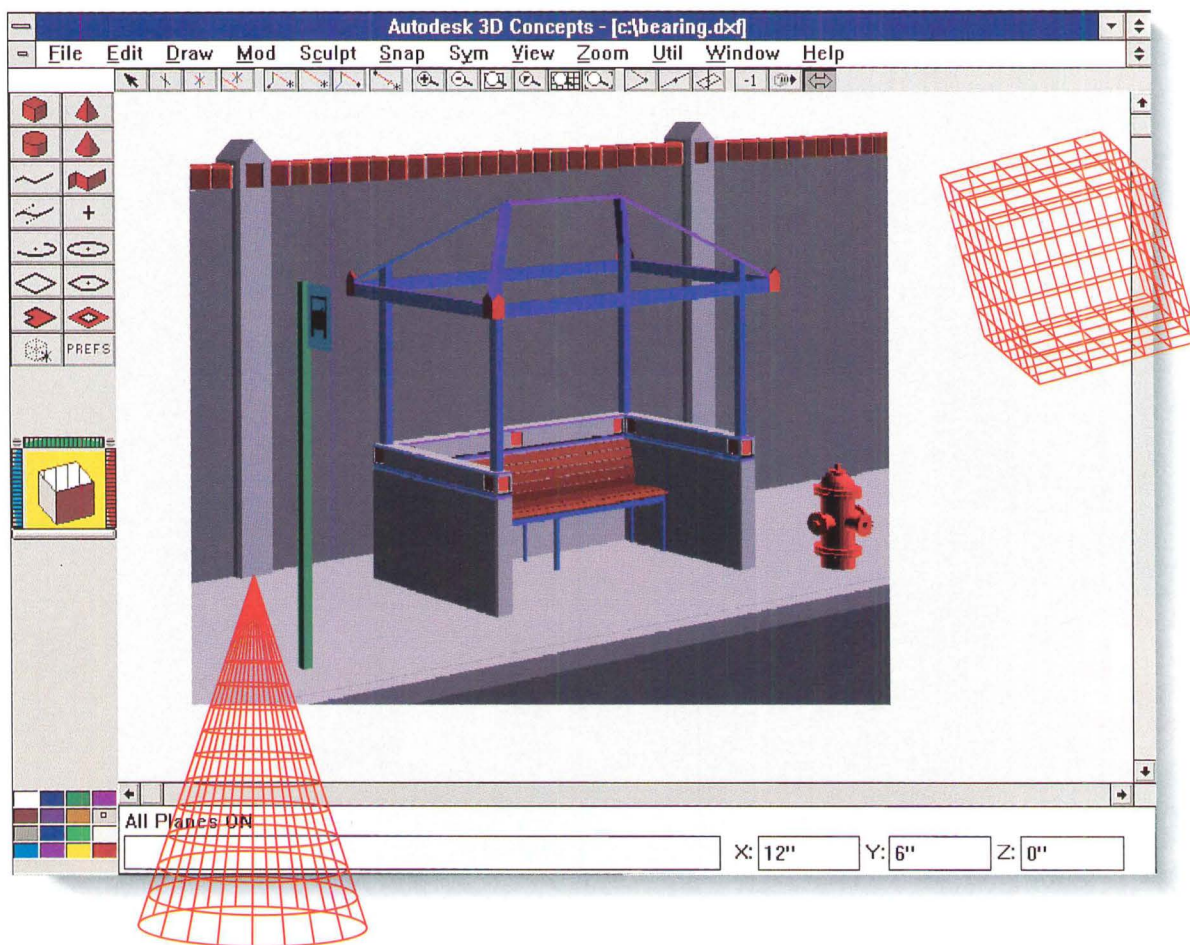 Autodesk 3D Concepts - [c:\bearing.dxf]
File Edit Draw Mod Sculpt Snap Sym View Zoom Util Window Help
-1
PREFS
All Planes ON
X: 12" Y: 6" Z: 0"